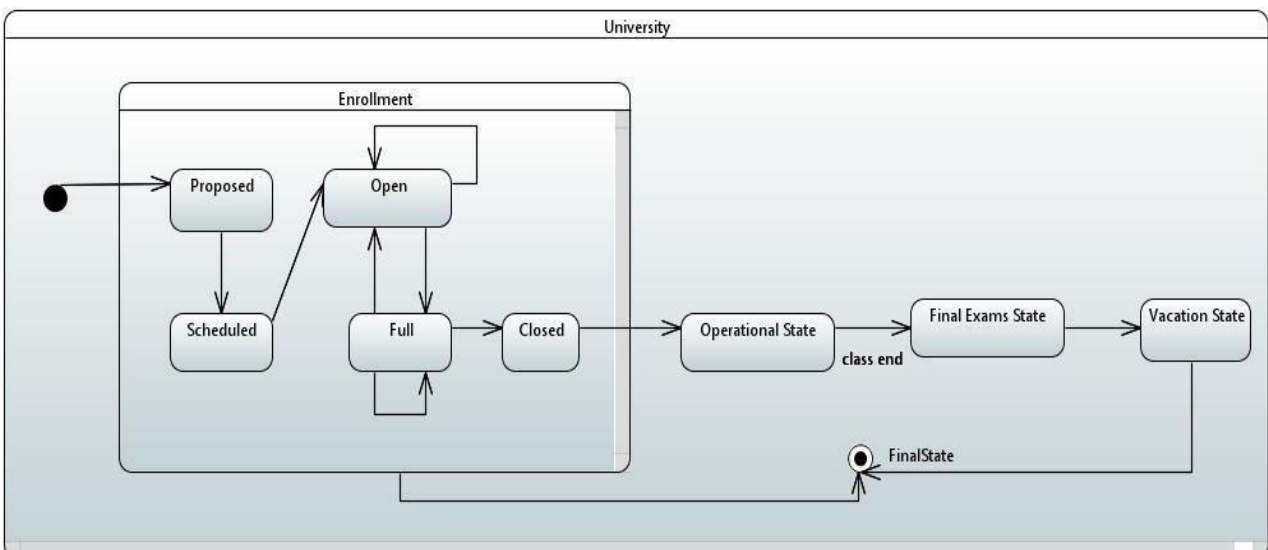 University
Enrollment
Proposed
Open
Scheduled
Full
Closed
Operational State
class end
Final Exams State
Vacation State
FinalState